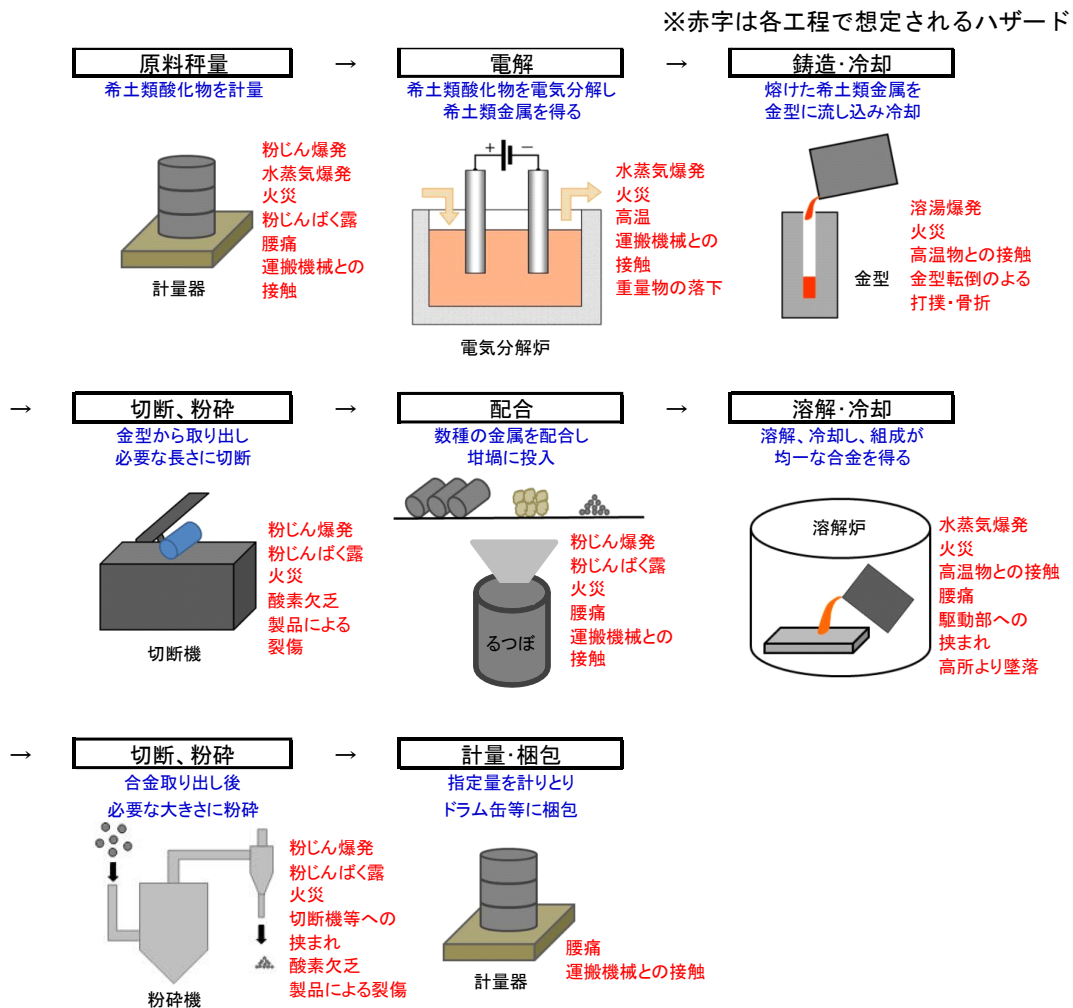 ※赤字は各工程で想定されるハザード
原料秤量
→
電解
→
鋳造・冷却
希土類酸化物を計量
希土類酸化物を電気分解し
希土類金属を得る
熔けた希土類金属を
金型に流し込み冷却
粉じん爆発
水蒸気爆発
火災
粉じんばく露
腰痛
運搬機械との
接触
計量器
+ −
水蒸気爆発
火災
高温
運搬機械との
接触
重量物の落下
電気分解炉
溶湯爆発
火災
高温物との接触
金型転倒のよる
打撲・骨折
金型
→
切断、粉砕
→
配合
→
溶解・冷却
金型から取り出し
必要な長さに切断
数種の金属を配合し
坩堝に投入
溶解、冷却し、組成が
均一な合金を得る
粉じん爆発
粉じんばく露
火災
酸素欠乏
製品による
裂傷
切断機
粉じん爆発
粉じんばく露
火災
腰痛
運搬機械との
接触
るつぼ
溶解炉
水蒸気爆発
火災
高温物との接触
腰痛
駆動部への
挟まれ
高所より墜落
→
切断、粉砕
→
計量・梱包
合金取り出し後
必要な大きさに粉砕
指定量を計りとり
ドラム缶等に梱包
粉じん爆発
粉じんばく露
火災
切断機等への
挟まれ
酸素欠乏
製品による裂傷
粉砕機
腰痛
運搬機械との接触
計量器